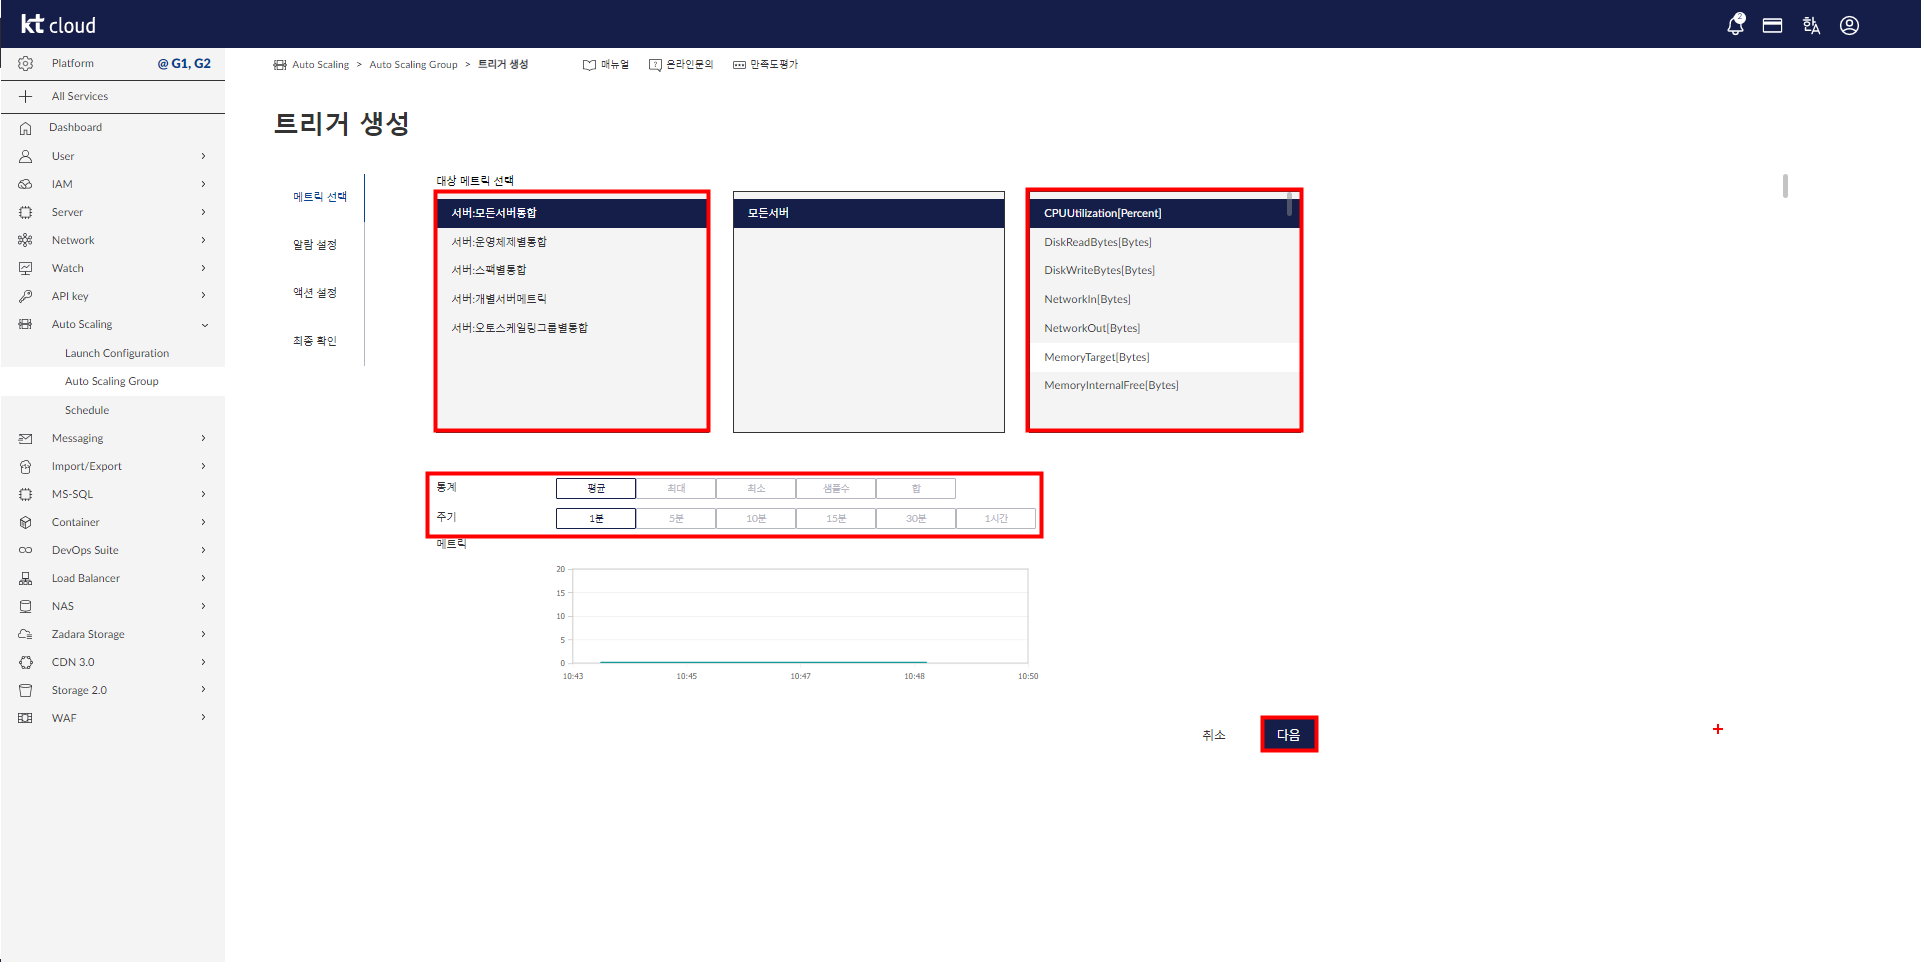 kt cloud
2
한A
Platform @ G1, G2
All Services
Dashboard
User
IAM
Server
Network
Watch
API key
Auto Scaling
Launch Configuration
Auto Scaling Group
Schedule
Messaging
Import/Export
MS-SQL
Container
DevOps Suite
Load Balancer
NAS
Zadara Storage
CDN 3.0
Storage 2.0
WAF
Auto Scaling > Auto Scaling Group > 트리거 생성 매뉴얼 온라인문의 만족도평가
트리거 생성
메트릭 선택
알람 설정
액션 설정
최종 확인
대상 메트릭 선택
서버:모든서버통합
서버:운영체제별통합
서버:스팩별통합
서버:개별서버메트릭
서버:오토스케일링그룹별통합
모든서버
CPUUtilization[Percent]
DiskReadBytes[Bytes]
DiskWriteBytes[Bytes]
NetworkIn[Bytes]
NetworkOut[Bytes]
MemoryTarget[Bytes]
MemoryInternalFree[Bytes]
통계 평균 최대 최소 샘플수 합
주기 1분 5분 10분 15분 30분 1시간
메트릭
20
15
10
5
0
10:43 10:45 10:47 10:48 10:50
취소 다음